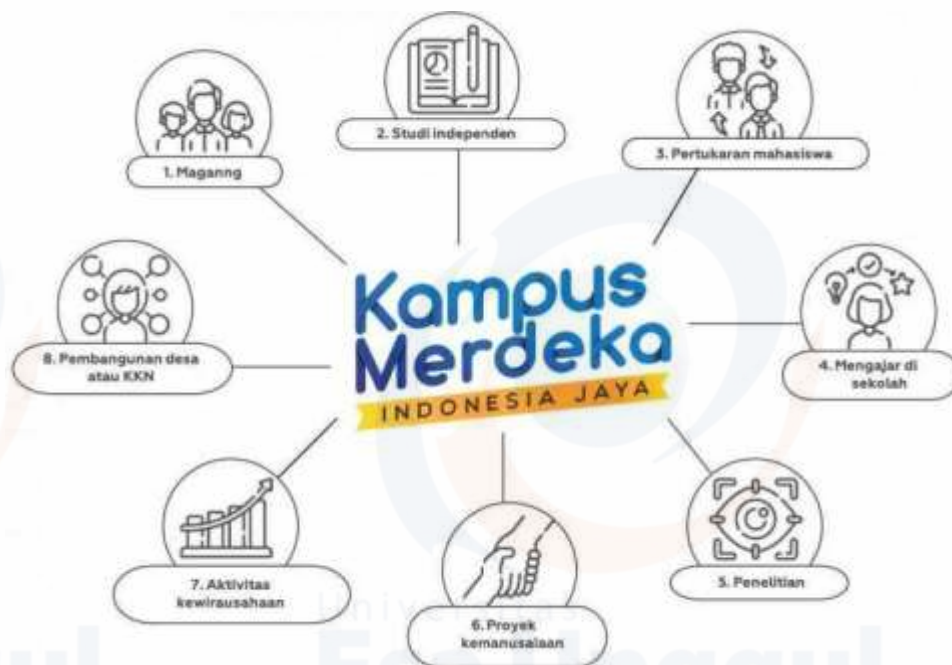 1. Maganng
2. Studi independen
3. Pertukaran mahasiswa
Kampus
Merdeka
INDONESIA JAYA
4. Mengajar di
sekolah
5. Penelitian
6. Proyek
kemanusalaan
7. Aktivitas
kewirausahaan
8. Pembangunan desa
atau KKN